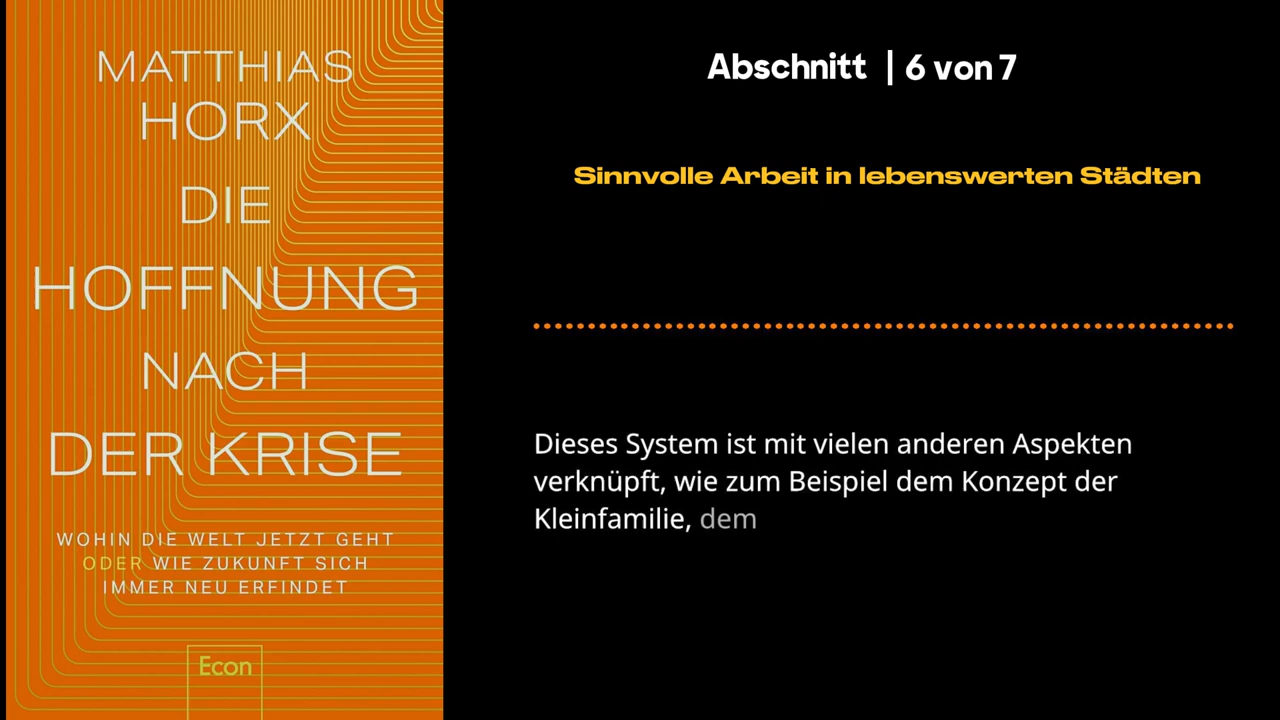 MATTHIAS
HORX
DIE
HOFFNUNG
NACH
DER KRISE
WOHIN DIE WELT JETZT GEHT
ODER WIE ZUKUNFT SICH
IMMER NEU ERFINDET
Econ
Abschnitt | 6 von 7
Sinnvolle Arbeit in lebenswerten Städten
Dieses System ist mit vielen anderen Aspekten
verknüpft, wie zum Beispiel dem Konzept der
Kleinfamilie, dem